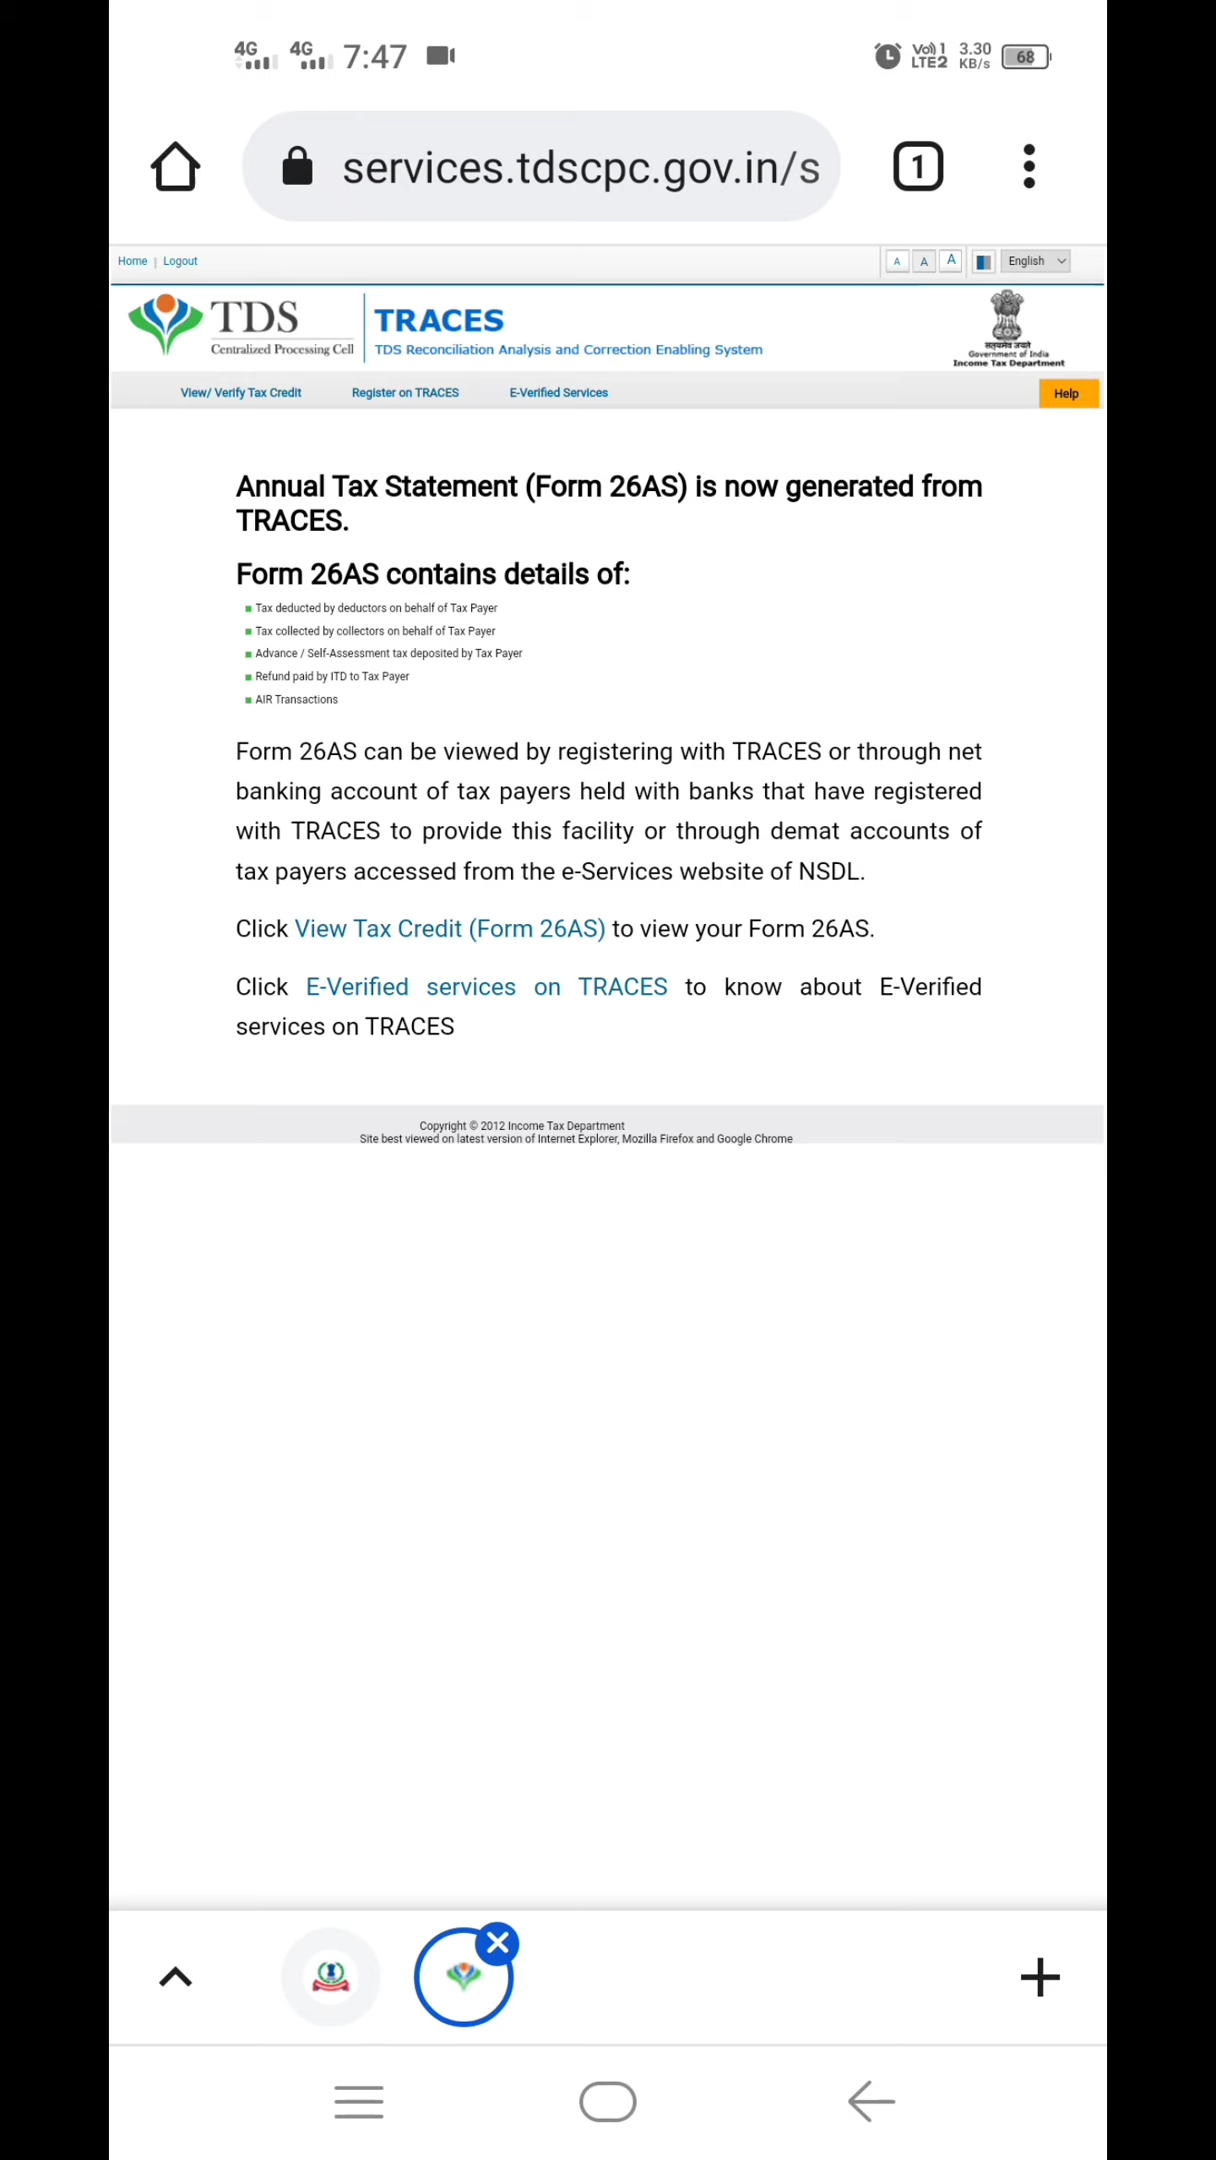 4G 4G 7:47 Vo) 1 LTE2 3.30 KB/s 68
services.tdscpc.gov.in/s 1
Home | Logout A A A English
TDS
Centralized Processing Cell
TRACES
TDS Reconciliation Analysis and Correction Enabling System
सत्यमेव जयते
Government of India
Income Tax Department
View/ Verify Tax Credit Register on TRACES E-Verified Services Help
Annual Tax Statement (Form 26AS) is now generated from
TRACES.
Form 26AS contains details of:
Tax deducted by deductors on behalf of Tax Payer
Tax collected by collectors on behalf of Tax Payer
Advance / Self-Assessment tax deposited by Tax Payer
Refund paid by ITD to Tax Payer
AIR Transactions
Form 26AS can be viewed by registering with TRACES or through net
banking account of tax payers held with banks that have registered
with TRACES to provide this facility or through demat accounts of
tax payers accessed from the e-Services website of NSDL.
Click View Tax Credit (Form 26AS) to view your Form 26AS.
Click E-Verified services on TRACES to know about E-Verified
services on TRACES
Copyright © 2012 Income Tax Department
Site best viewed on latest version of Internet Explorer, Mozilla Firefox and Google Chrome